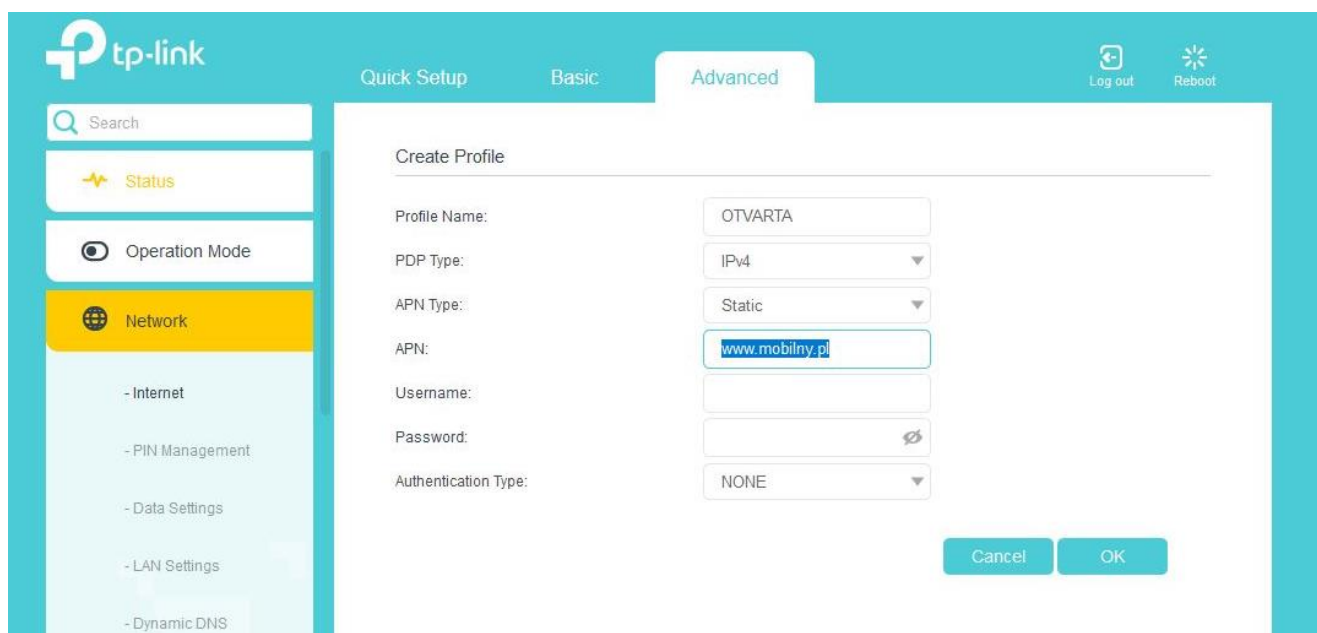 tp-link
Quick Setup Basic Advanced Log out Reboot
Search
Status
Operation Mode
Network
- Internet
- PIN Management
- Data Settings
- LAN Settings
- Dynamic DNS
Create Profile
Profile Name: OTVARTA
PDP Type: IPv4
APN Type: Static
APN: www.mobilny.pl
Username:
Password:
Authentication Type: NONE
Cancel OK